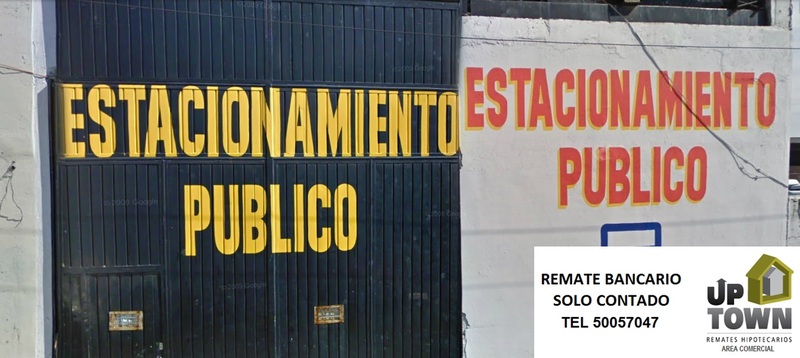 ESTACIONAMIENTO
PUBLICO
ESTACIONAMIENTO
PUBLICO
REMATE BANCARIO
SOLO CONTADO
TEL 50057047
UP
TOWN
REMATES HIPOTECARIOS
AREA COMERCIAL